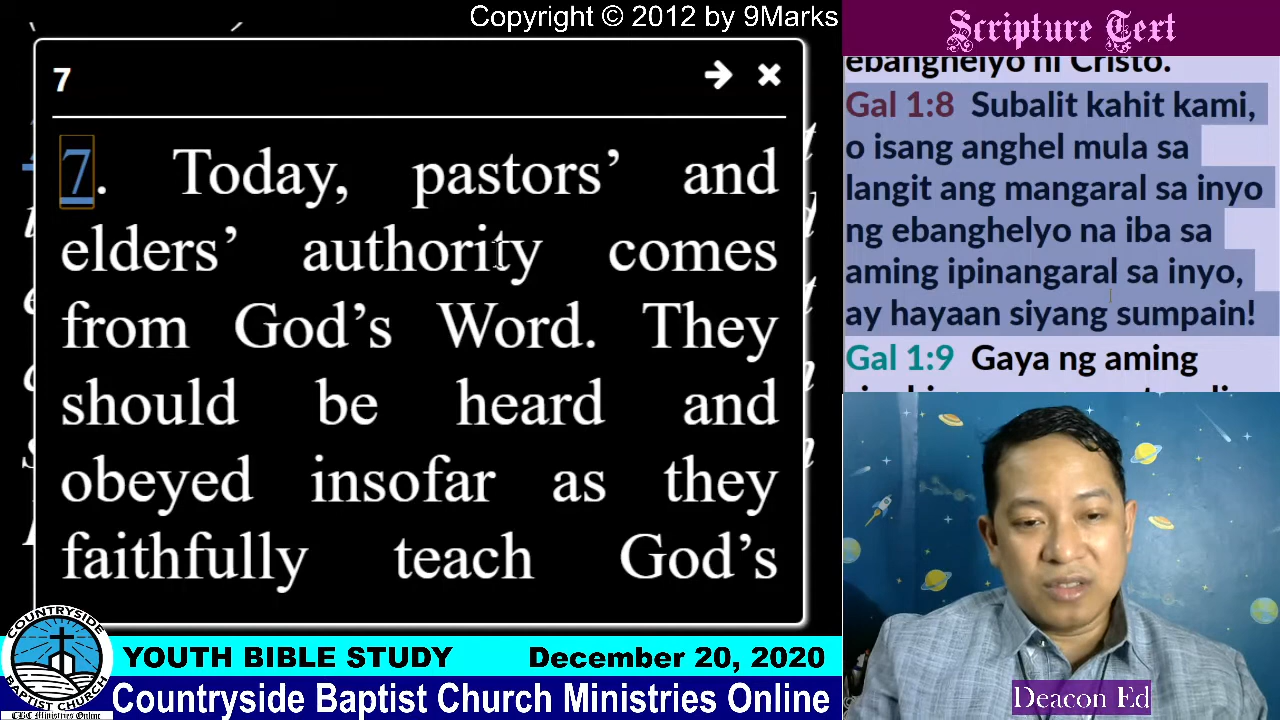 Copyright © 2012 by 9Marks
7
7. Today, pastors’ and
elders’ authority comes
from God’s Word. They
should be heard and
obeyed insofar as they
faithfully teach God’s
Scripture Text
ebanghelyo ni Cristo.
Gal 1:8 Subalit kahit kami,
o isang anghel mula sa
langit ang mangaral sa inyo
ng ebanghelyo na iba sa
aming ipinangaral sa inyo,
ay hayaan siyang sumpain!
Gal 1:9 Gaya ng aming
COUNTRYSIDE
BAPTIST CHURCH
CBC Ministries Online
YOUTH BIBLE STUDY December 20, 2020
Countryside Baptist Church Ministries Online
Deacon Ed